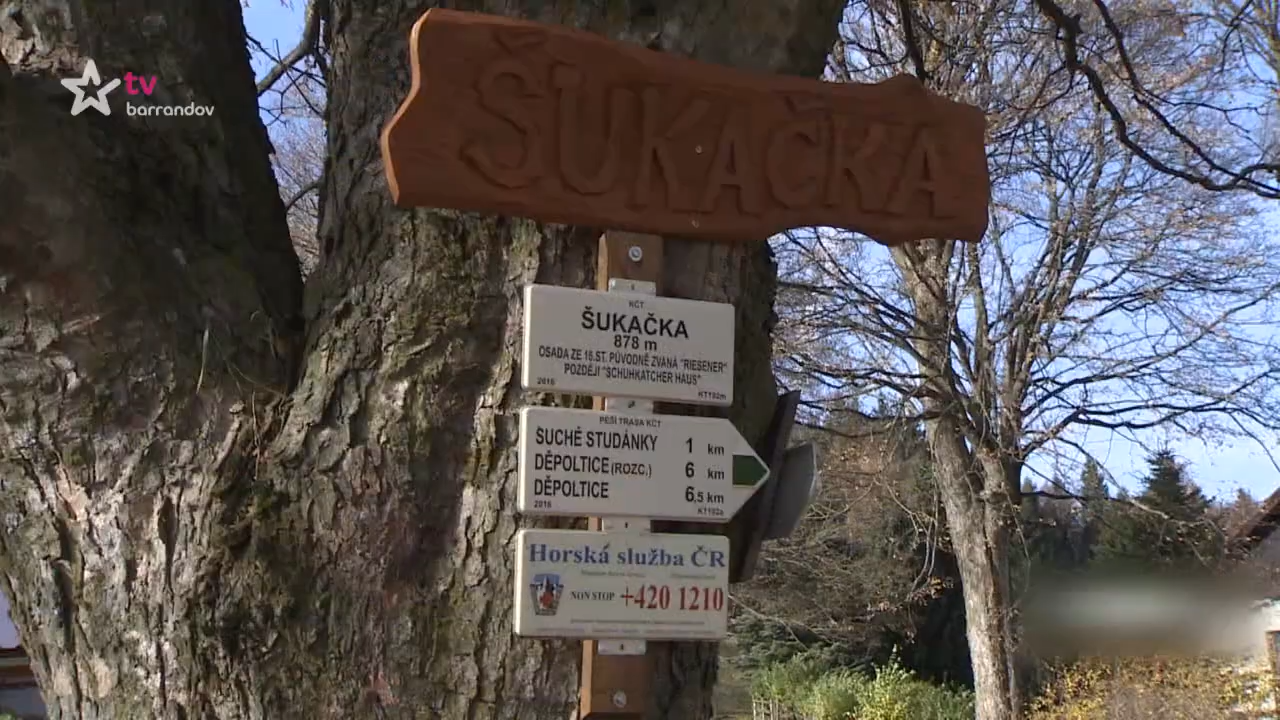 tv
barrandov
ŠUKAČKA
KČT
ŠUKAČKA
878 m
OSADA ZE 16.ST. PŮVODNĚ ZVANÁ "RIESENER"
POZDĚJI "SCHUHKATCHER HAUS"
2016 KT192m
PĚŠÍ TRASA KČT
SUCHÉ STUDÁNKY 1 km
DĚPOLTICE (ROZC.) 6 km
DĚPOLTICE 6,5 km
2016 KT192a
Horská služba ČR
NON STOP +420 1210